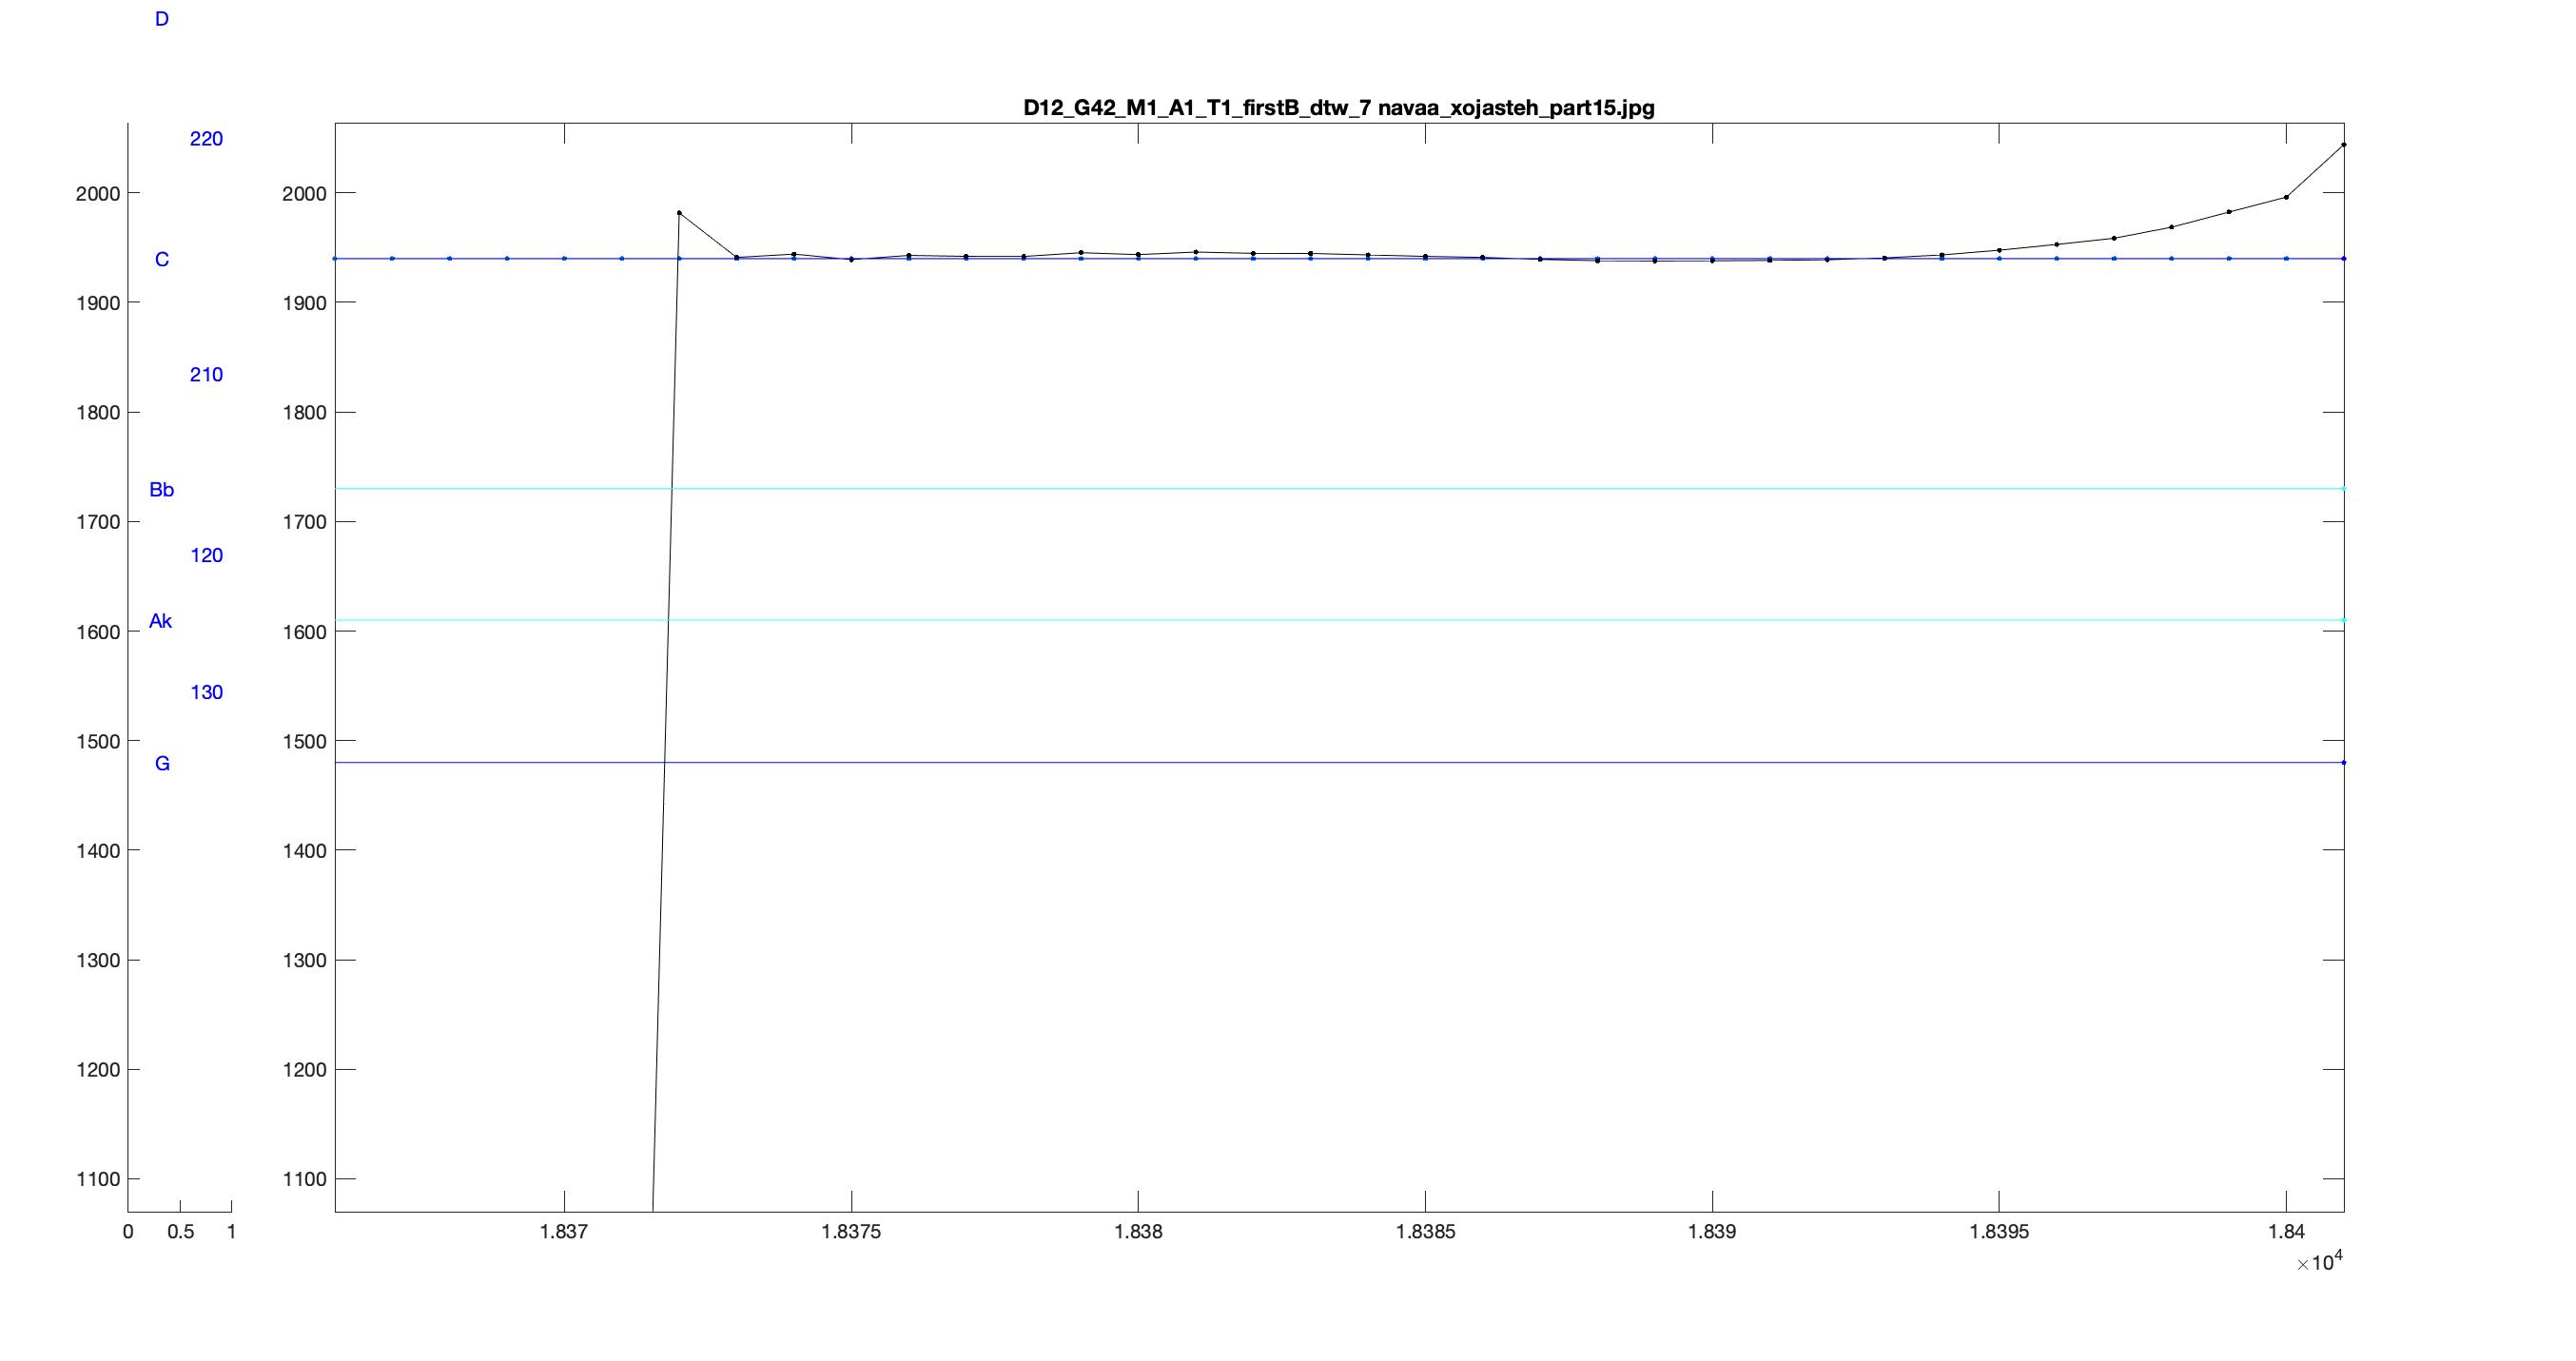 D
D12_G42_M1_A1_T1_firstB_dtw_7 navaa_xojasteh_part15.jpg
220
2000 2000
C
1900 1900
210
1800 1800
Bb
1700 1700
120
Ak
1600 1600
130
1500 1500
G
1400 1400
1300 1300
1200 1200
1100 1100
0 0.5 1 1.837 1.8375 1.838 1.8385 1.839 1.8395 1.84
×10⁴